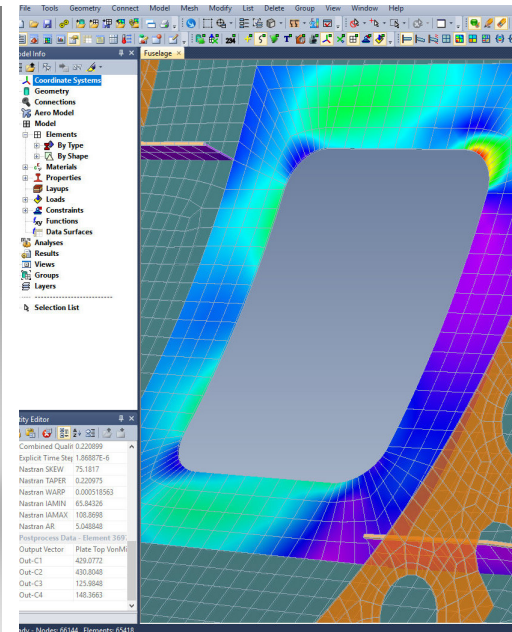 File Tools Geometry Connect Model Mesh Modify List Delete Group View Window Help
odel Info
Fuselage
Coordinate Systems
Geometry
Connections
Aero Model
Model
Elements
By Type
By Shape
Materials
Properties
Layups
Loads
Constraints
Functions
Data Surfaces
Analyses
Results
Views
Groups
Layers
Selection List
tity Editor
Combined Qualit 0.220899
Explicit Time Step 1.86887E-6
Nastran SKEW 75.1817
Nastran TAPER 0.220975
Nastran WARP 0.000518563
Nastran IAMIN 65.84326
Nastran IAMAX 108.8698
Nastran AR 5.048848
Postprocess Data - Element 369
Output Vector Plate Top VonMi
Out-C1 429.0772
Out-C2 430.8048
Out-C3 125.9848
Out-C4 148.3663
ady - Nodes: 66144 Elements: 65418